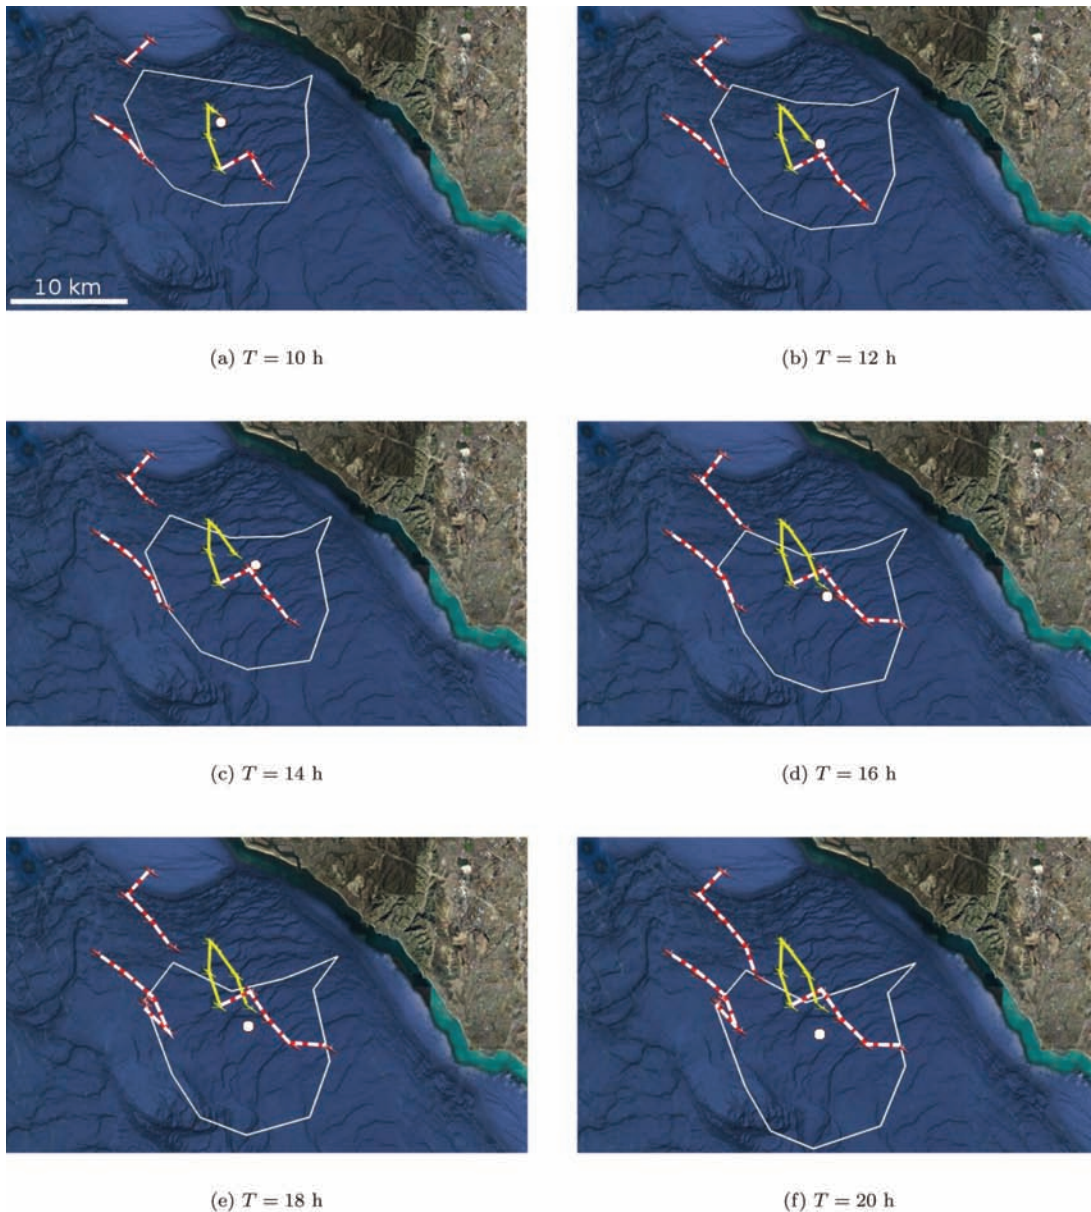 10 km
(a) T = 10 h
(b) T = 12 h
(c) T = 14 h
(d) T = 16 h
(e) T = 18 h
(f) T = 20 h